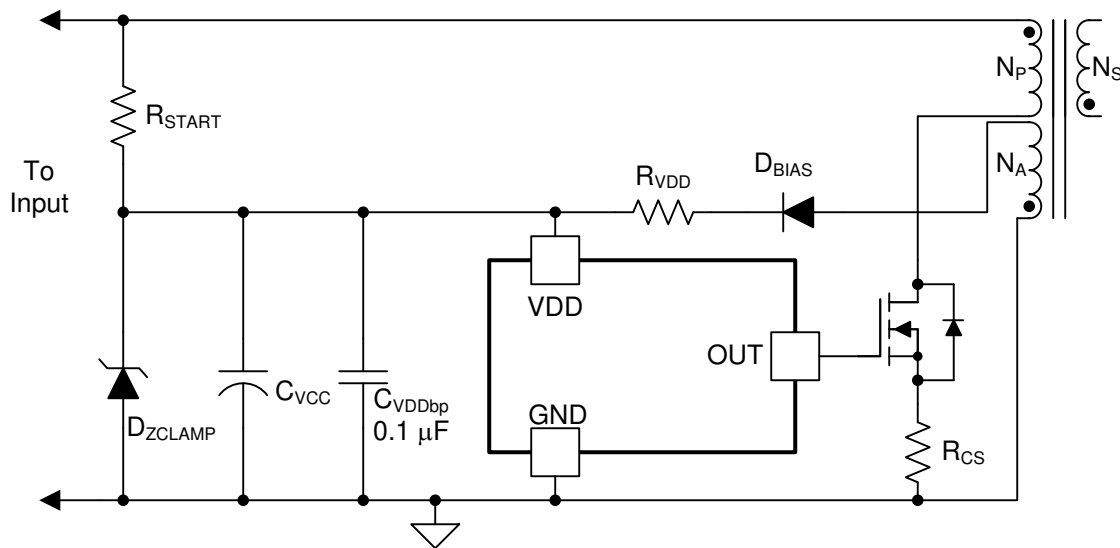 N_P
N_S
R_START
To
Input
N_A
D_BIAS
R_VDD
VDD
OUT
GND
C_VCC
C_VDDbp
0.1 μF
D_ZCLAMP
R_CS